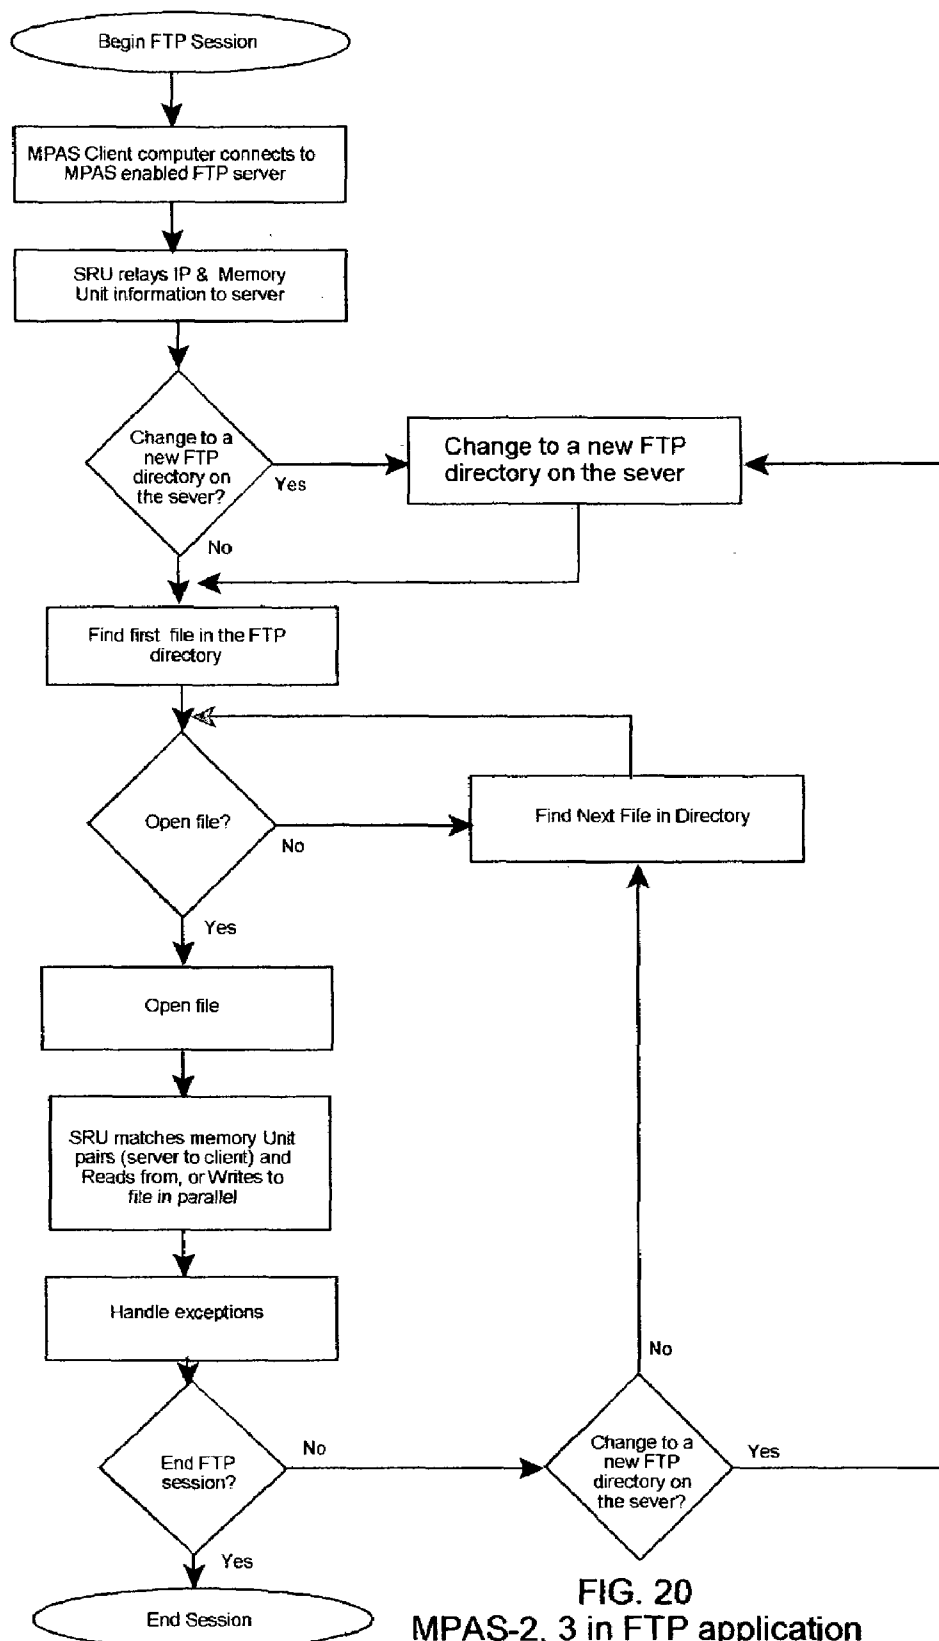 Begin FTP Session
MPAS Client computer connects to
MPAS enabled FTP server
SRU relays IP & Memory
Unit information to server
Change to a
new FTP
directory on
the sever?
Yes
Change to a new FTP
directory on the sever
No
Find first file in the FTP
directory
Open file?
No
Find Next File in Directory
Yes
Open file
SRU matches memory Unit
pairs (server to client) and
Reads from, or Writes to
file in parallel
Handle exceptions
No
End FTP
session?
No
Change to a
new FTP
directory on
the sever?
Yes
Yes
End Session
FIG. 20
MPAS-2, 3 in FTP application